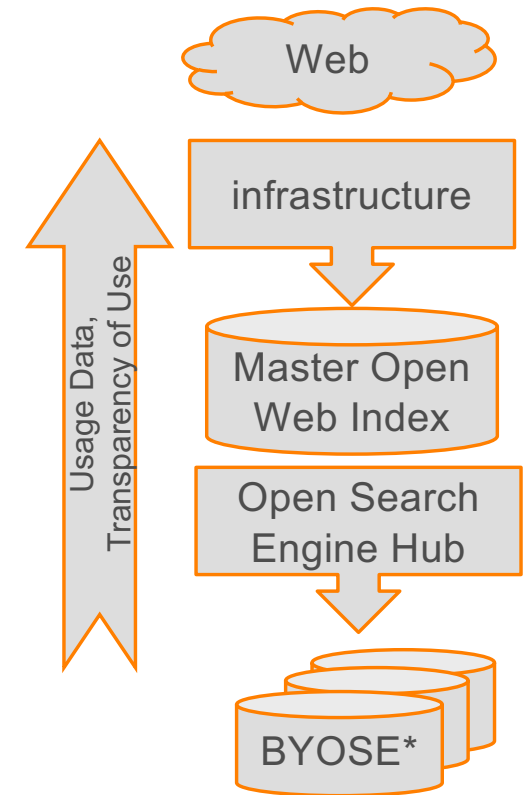 Web
infrastructure
Usage Data,
Transparency of Use
Master Open
Web Index
Open Search
Engine Hub
BYOSE*